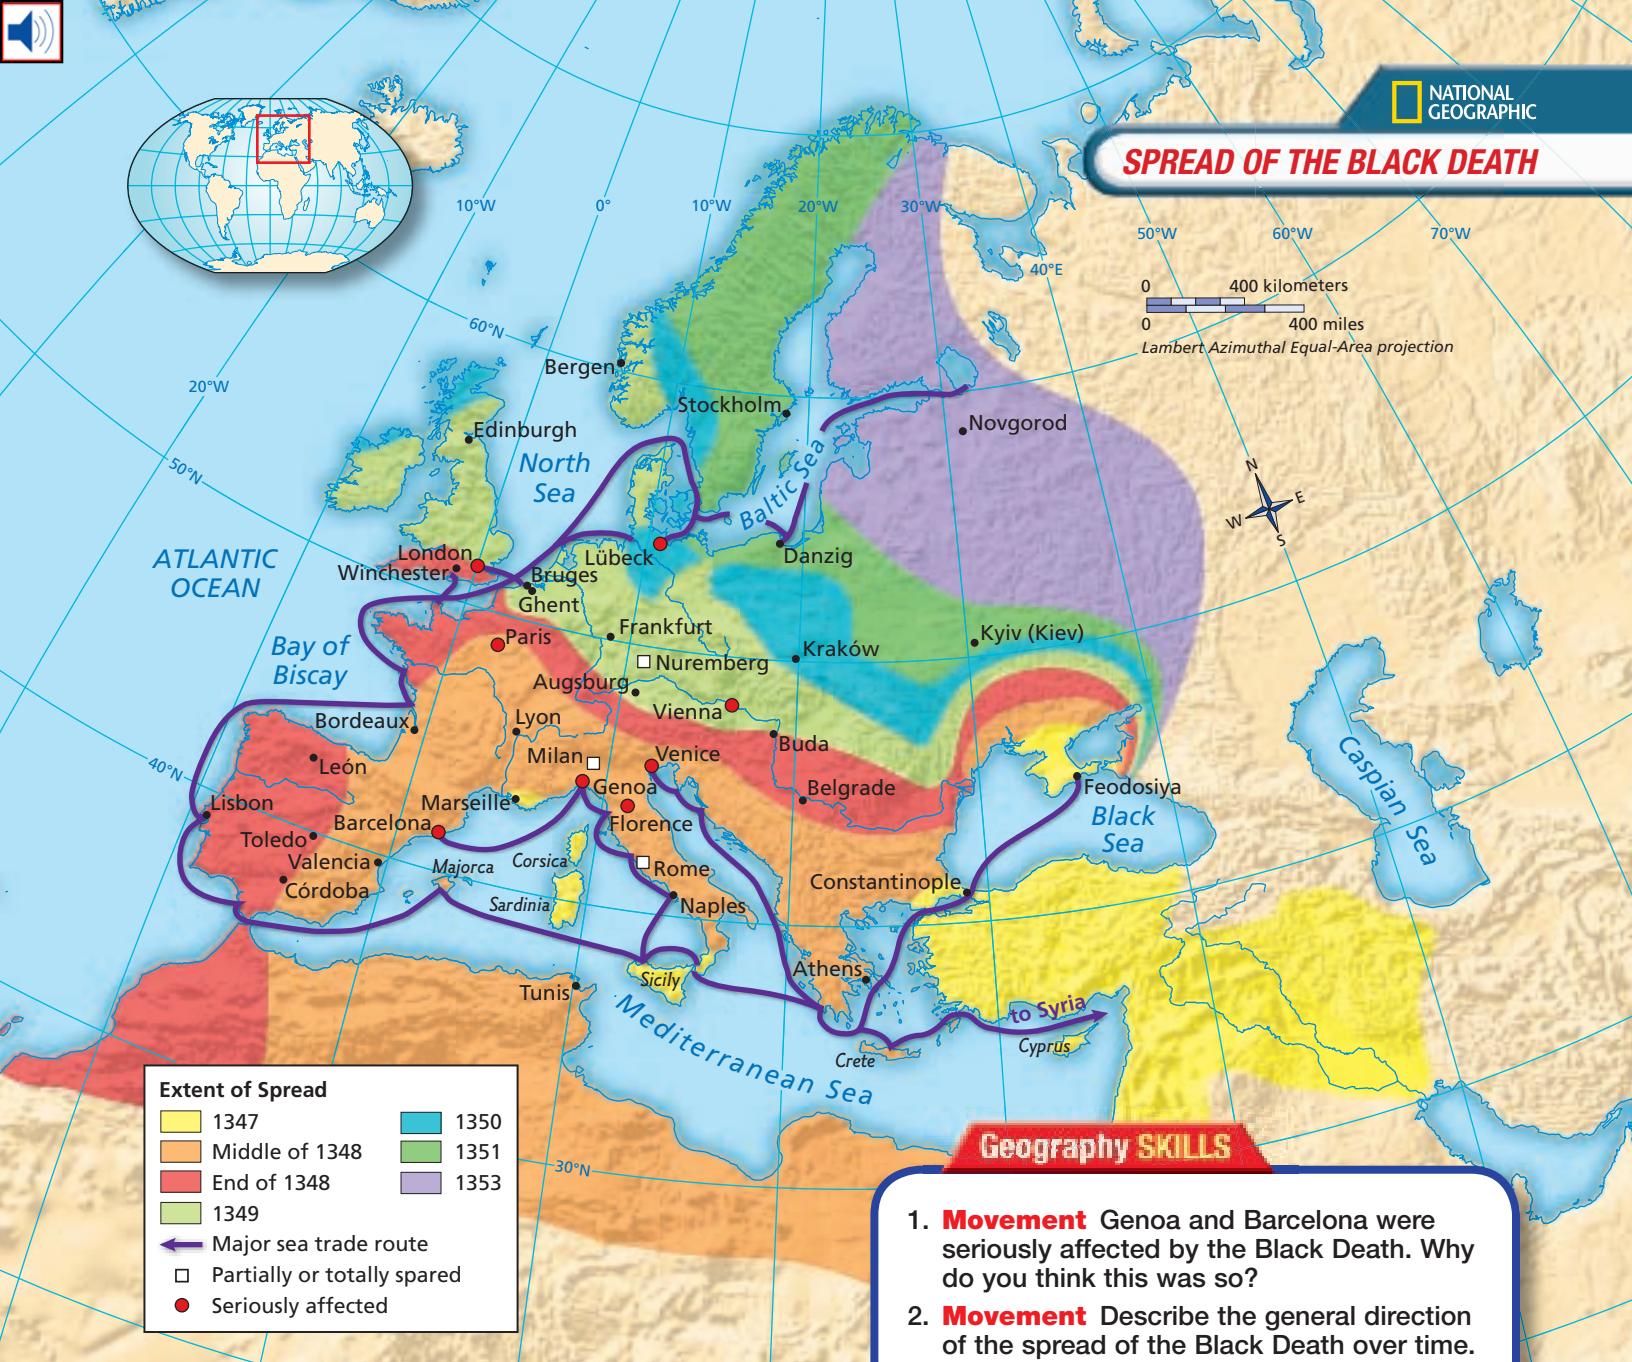 NATIONAL
GEOGRAPHIC
SPREAD OF THE BLACK DEATH
10°W
0°
10°W
20°W
30°W
50°W
60°W
70°W
40°E
0 400 kilometers
0 400 miles
Lambert Azimuthal Equal-Area projection
60°N
20°W
50°N
40°N
30°N
N
E
W
S
Bergen
Stockholm
Novgorod
Edinburgh
North
Sea
Baltic Sea
ATLANTIC
OCEAN
London
Winchester
Lübeck
Danzig
Bruges
Ghent
Bay of
Biscay
Paris
Frankfurt
Kyiv (Kiev)
Kraków
Nuremberg
Augsburg
Vienna
Bordeaux
Lyon
Buda
Milan
Venice
León
Genoa
Belgrade
Feodosiya
Caspian Sea
Lisbon
Marseille
Black
Sea
Barcelona
Florence
Toledo
Valencia
Majorca
Corsica
Rome
Córdoba
Constantinople
Sardinia
Naples
Athens
Sicily
Tunis
Mediterranean Sea
to Syria
Crete
Cyprus
Extent of Spread
1347
Middle of 1348
End of 1348
1349
1350
1351
1353
Major sea trade route
Partially or totally spared
Seriously affected
Geography SKILLS
1. Movement Genoa and Barcelona were
seriously affected by the Black Death. Why
do you think this was so?
2. Movement Describe the general direction
of the spread of the Black Death over time.